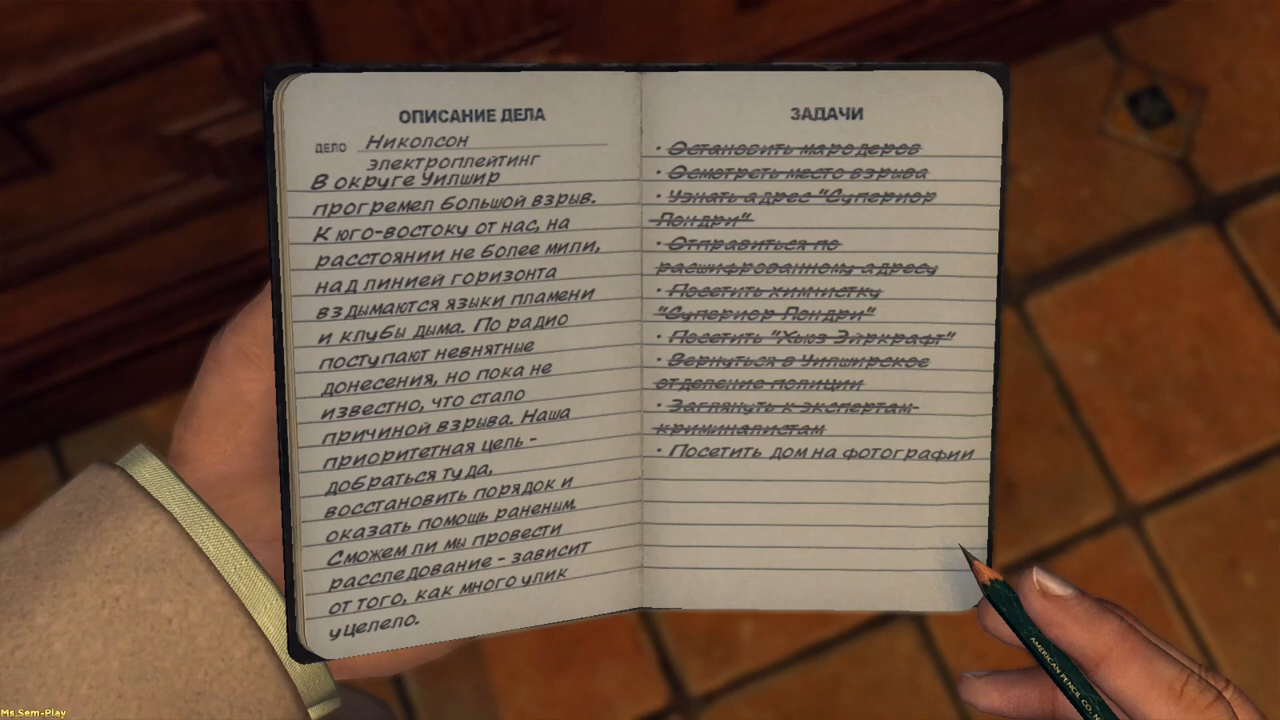 ОПИСАНИЕ ДЕЛА
ДЕЛО Николсон
электроплейтинг
В округе Уилшир
прогремел большой взрыв.
К юго-востоку от нас, на
расстоянии не более мили,
над линией горизонта
вздымаются языки пламени
и клубы дыма. По радио
поступают невнятные
донесения, но пока не
известно, что стало
причиной взрыва. Наша
приоритетная цель -
добраться туда,
восстановить порядок и
оказать помощь раненым.
Сможем ли мы провести
расследование - зависит
от того, как много улик
уцелело.
ЗАДАЧИ
• Остановить мародеров
• Осмотреть место взрыва
• Узнать адрес "Супериор
Лондри"
• Отправиться по
расшифрованному адресу
• Посетить химчистку
"Супериор Лондри"
• Посетить "Хьюз Эйркрафт"
• Вернуться в Уилширское
отделение полиции
• Заглянуть к экспертам-
криминалистам
• Посетить дом на фотографии
AMERICAN PENCIL CO. N
Ms.Sem-Play